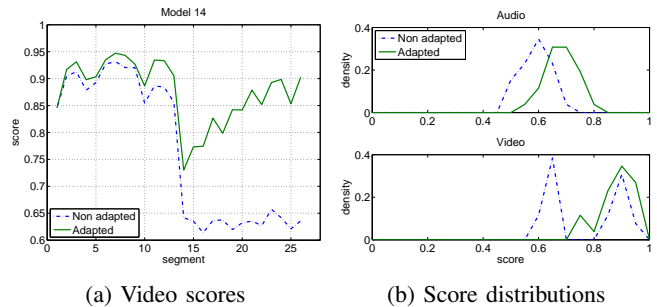 Model 14
score
1
0.95
0.9
0.85
0.8
0.75
0.7
0.65
0.6
Non adapted
Adapted
0 5 10 15 20 25
segment
(a) Video scores
Audio
density
0.4
0.2
0
Non adapted
Adapted
0 0.2 0.4 0.6 0.8 1
Video
density
0.4
0.2
0
0 0.2 0.4 0.6 0.8 1
score
(b) Score distributions